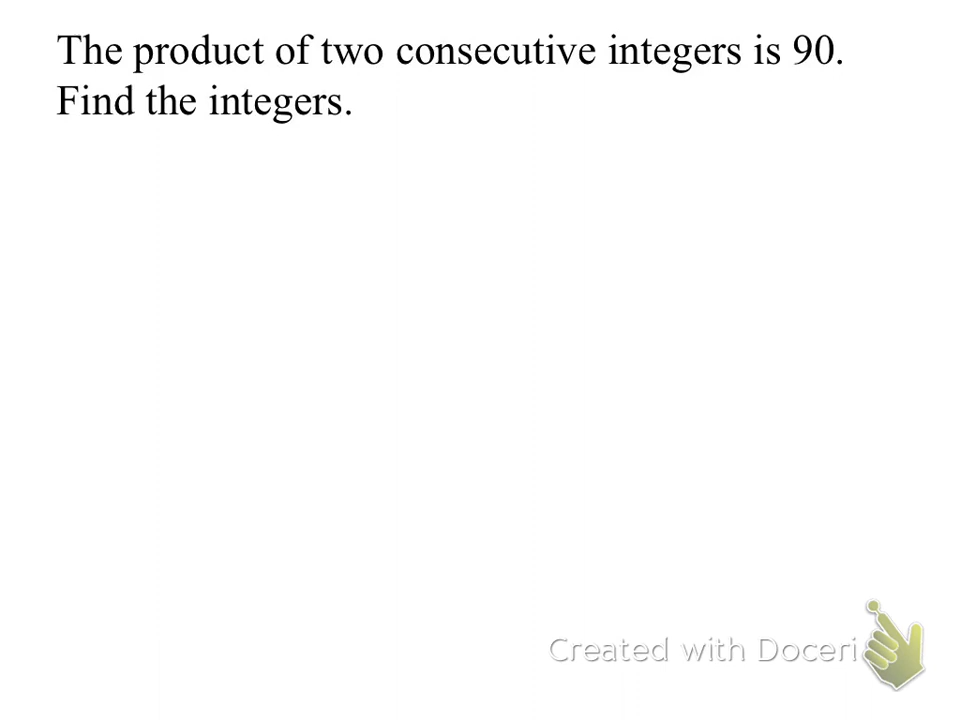 The product of two consecutive integers is 90.
Find the integers.
Created with Doceri